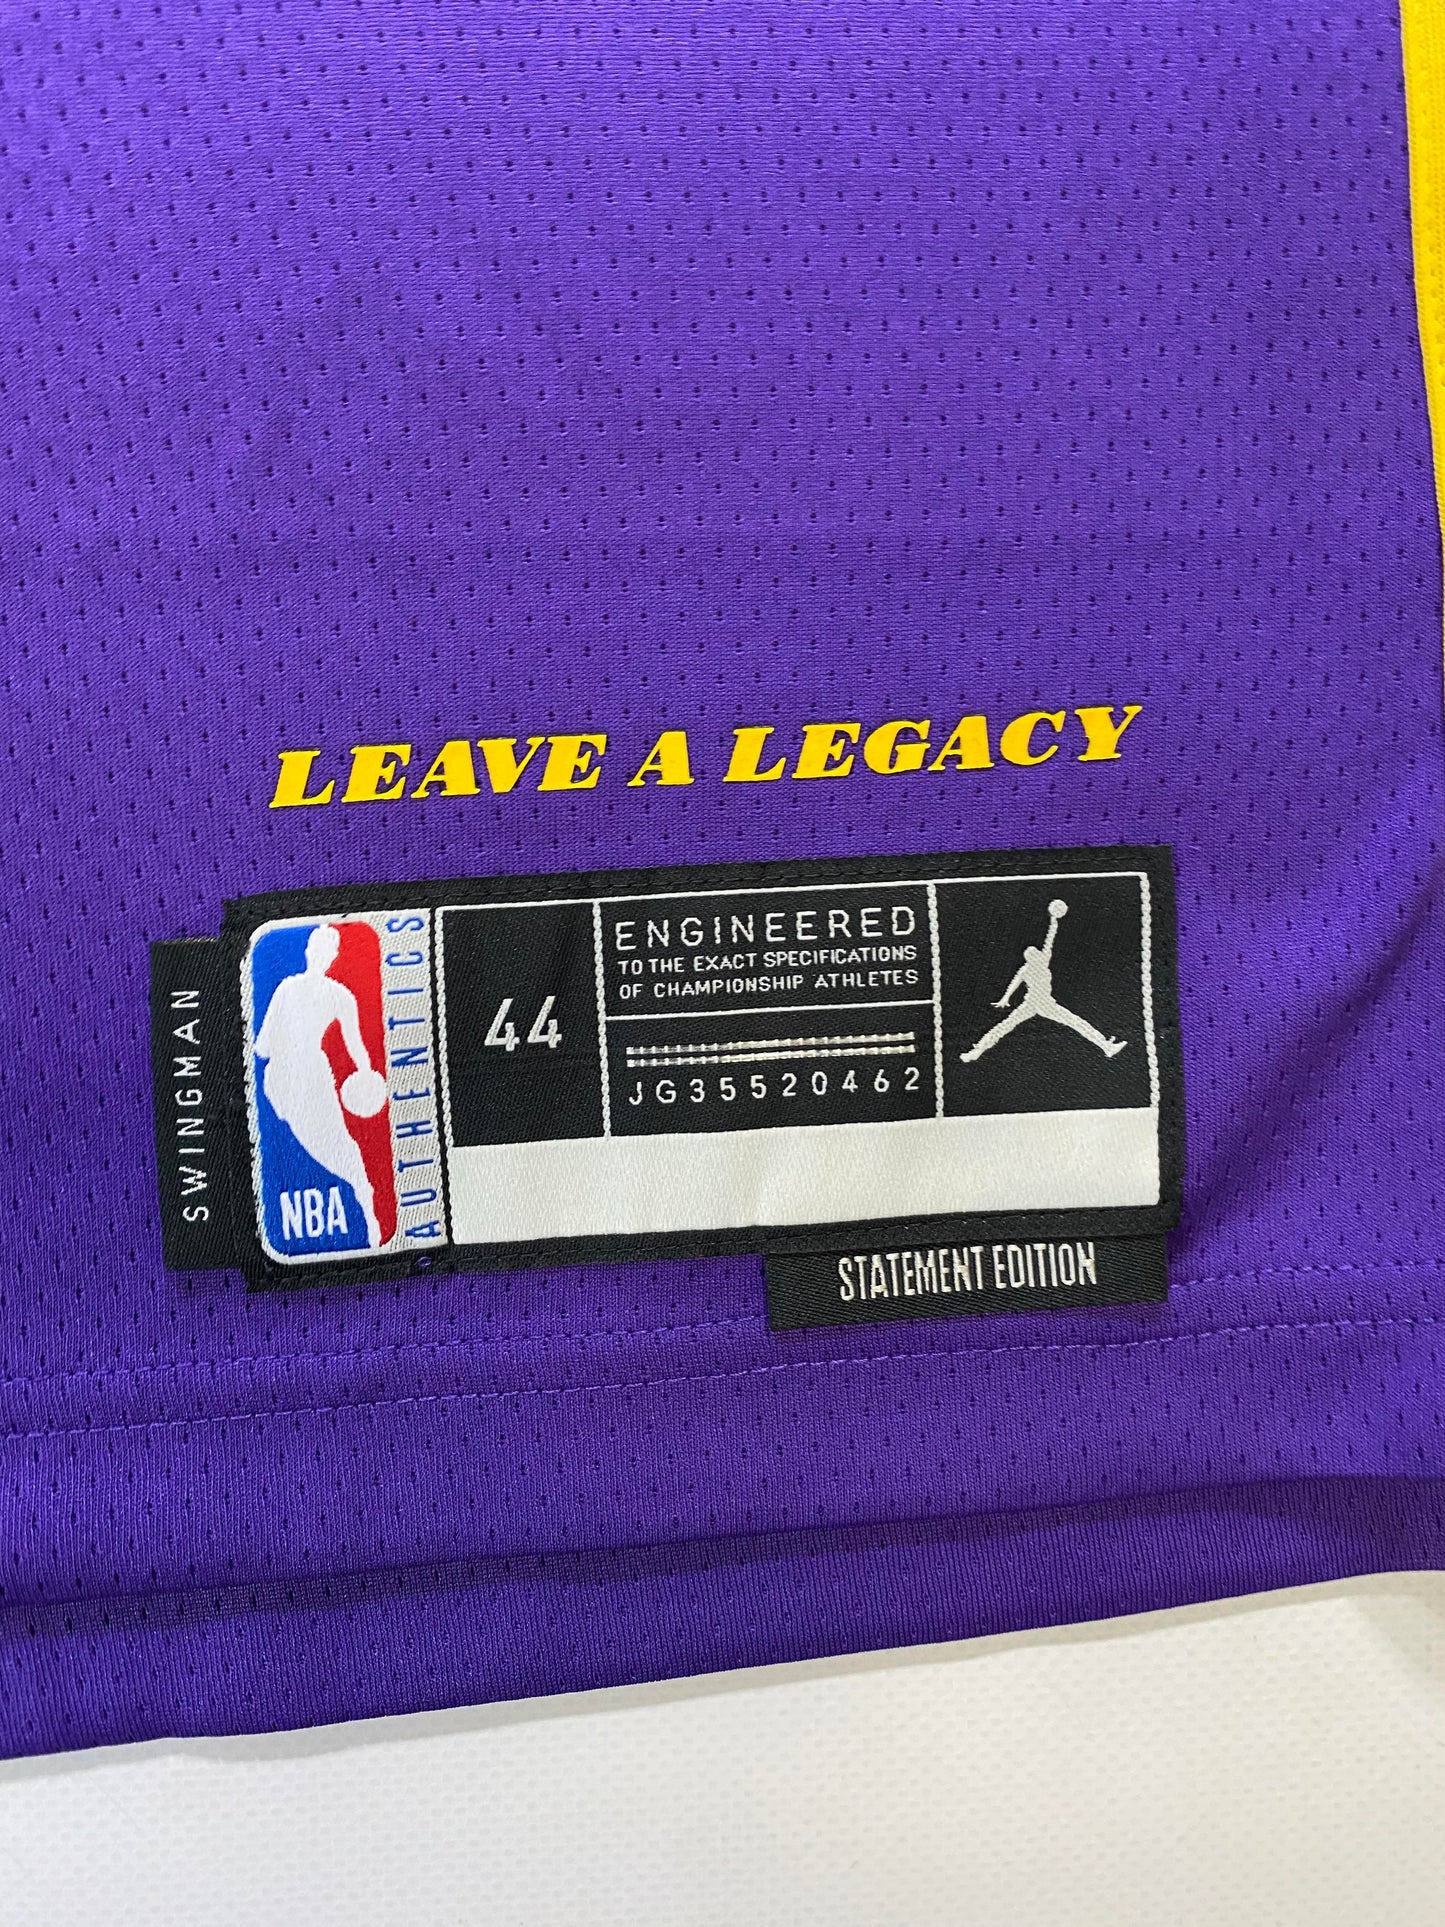 LEAVE A LEGACY
SWINGMAN
NBA
AUTHENTICS
44
ENGINEERED
TO THE EXACT SPECIFICATIONS
OF CHAMPIONSHIP ATHLETES
JG35520462
STATEMENT EDITION